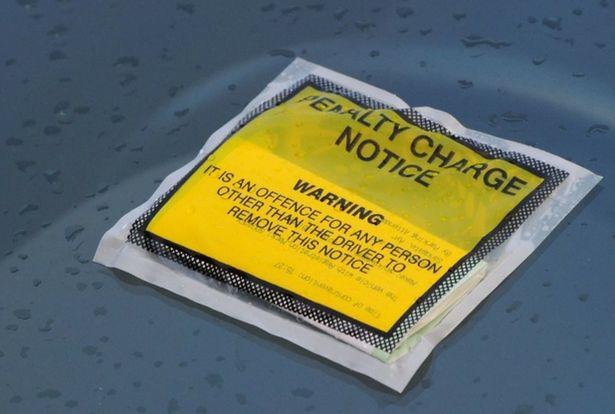 PENALTY CHARGE
NOTICE
WARNING
IT IS AN OFFENCE FOR ANY PERSON
OTHER THAN THE DRIVER TO
REMOVE THIS NOTICE